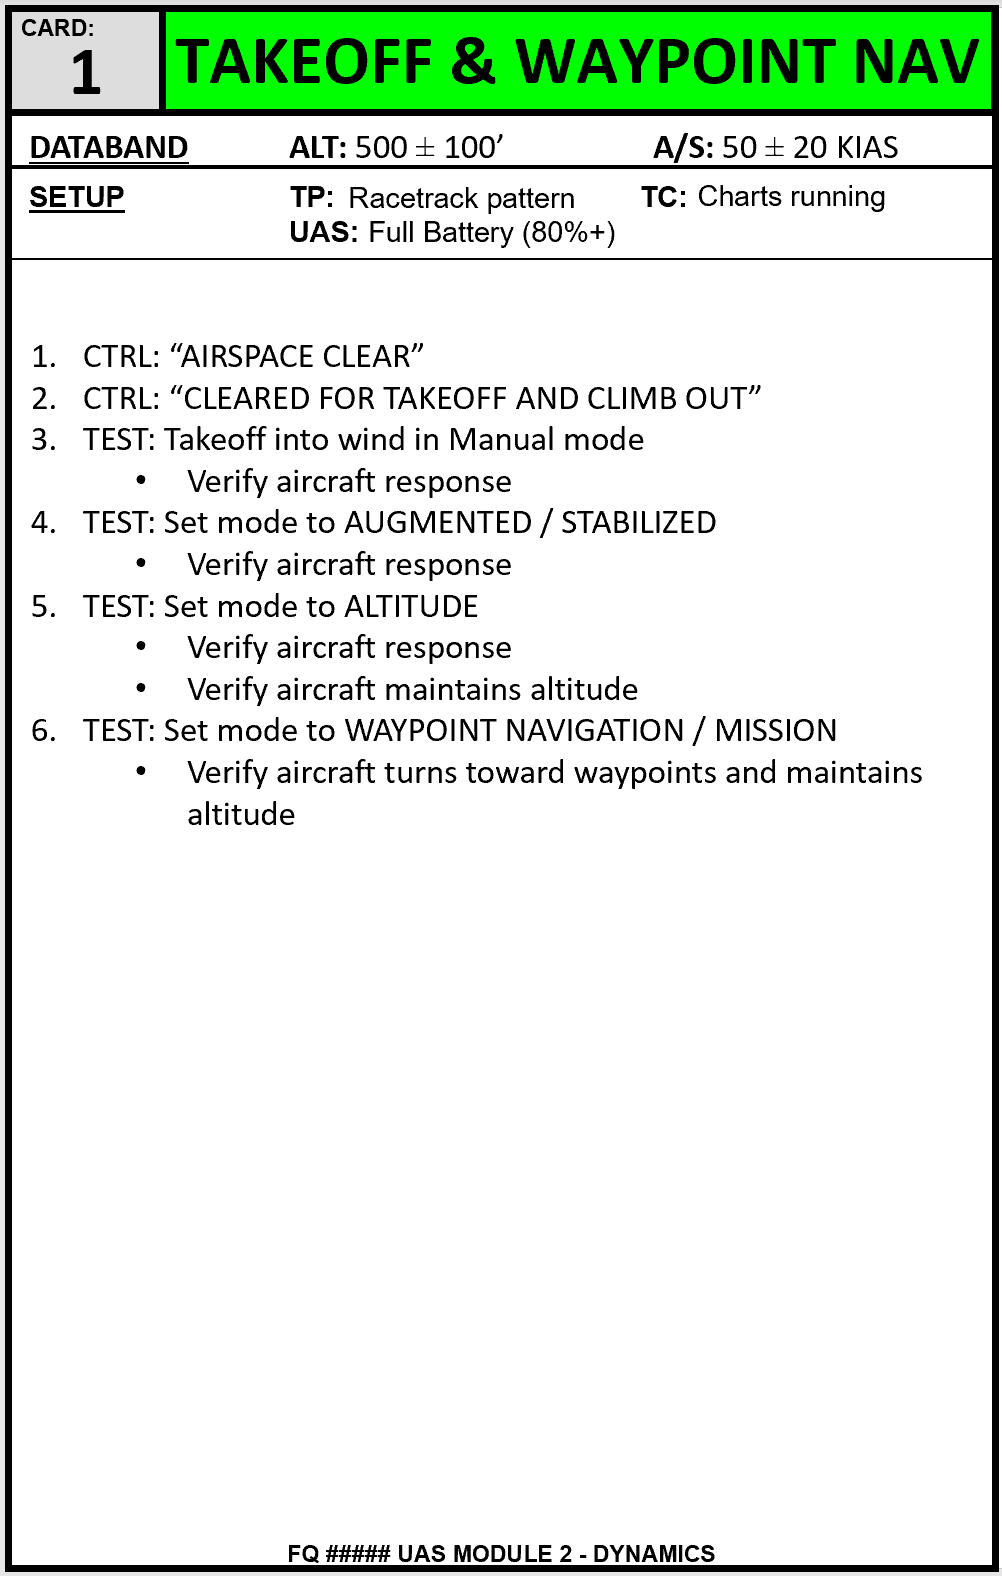 CARD:
1
TAKEOFF & WAYPOINT NAV
DATABAND ALT: 500 ± 100’ A/S: 50 ± 20 KIAS
SETUP TP: Racetrack pattern TC: Charts running
UAS: Full Battery (80%+)
1. CTRL: “AIRSPACE CLEAR”
2. CTRL: “CLEARED FOR TAKEOFF AND CLIMB OUT”
3. TEST: Takeoff into wind in Manual mode
• Verify aircraft response
4. TEST: Set mode to AUGMENTED / STABILIZED
• Verify aircraft response
5. TEST: Set mode to ALTITUDE
• Verify aircraft response
• Verify aircraft maintains altitude
6. TEST: Set mode to WAYPOINT NAVIGATION / MISSION
• Verify aircraft turns toward waypoints and maintains
altitude
FQ ##### UAS MODULE 2 - DYNAMICS